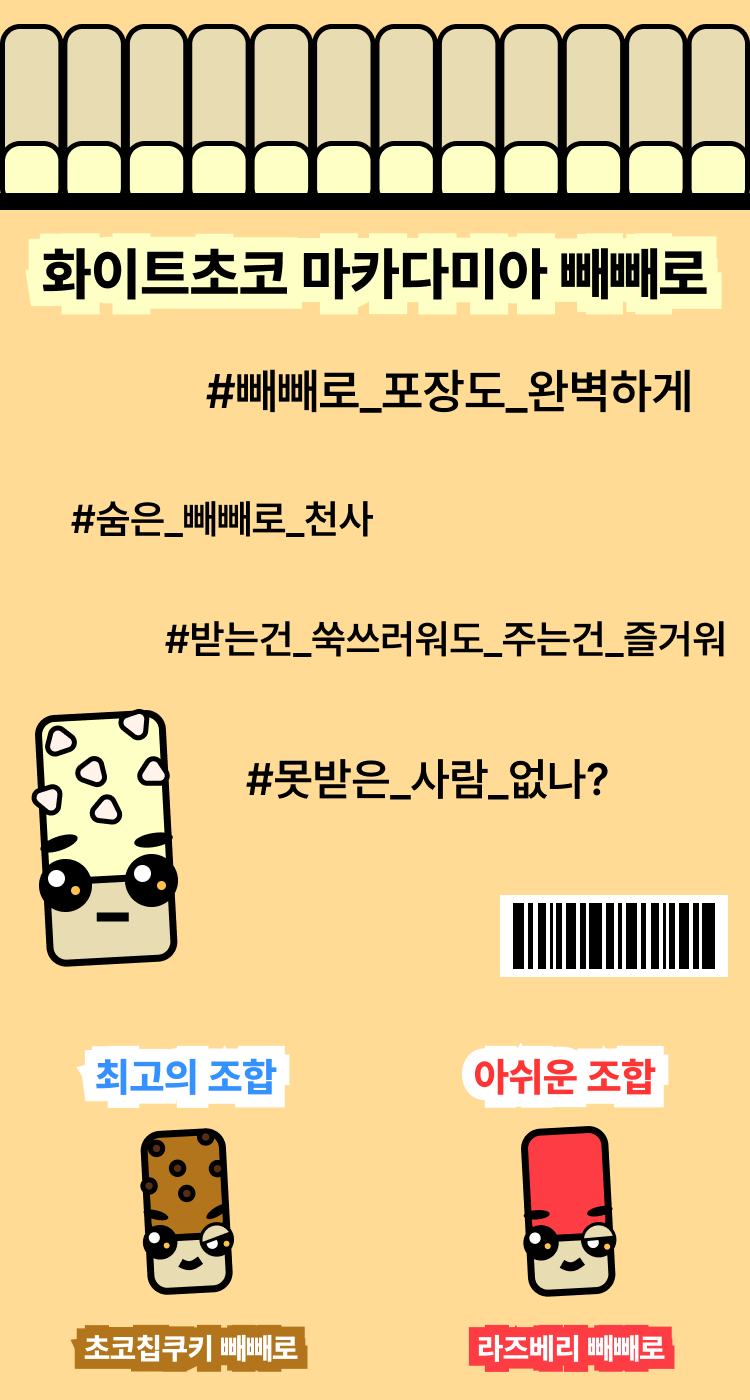 화이트초코 마카다미아 빼빼로
#빼빼로_포장도_완벽하게
#숨은_빼빼로_천사
#받는건_쑥쓰러워도_주는건_즐거워
#못받은_사람_없나?
최고의 조합
아쉬운 조합
초코칩쿠키 빼빼로
라즈베리 빼빼로